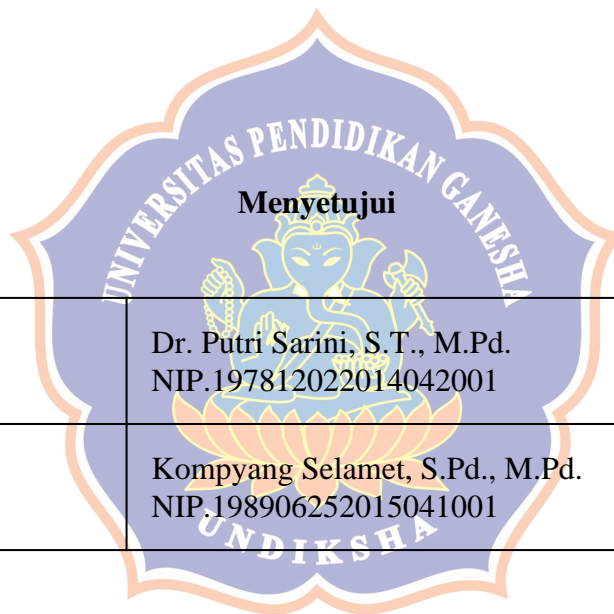 UNIVERSITAS PENDIDIKAN GANESHA
Menyetujui
Dr. Putri Sarini, S.T., M.Pd.
NIP.197812022014042001
Kompyang Selamet, S.Pd., M.Pd.
NIP.198906252015041001
UNDIKSHA